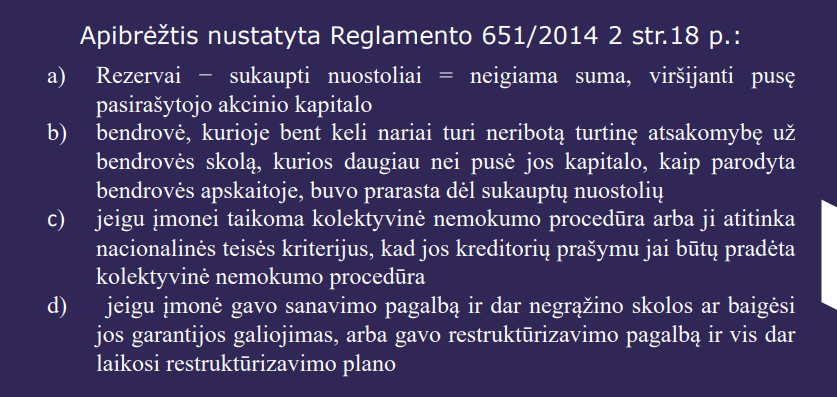 Apibrėžtis nustatyta Reglamento 651/2014 2 str.18 p.:
a) Rezervai − sukaupti nuostoliai = neigiama suma, viršijanti pusę
pasirašytojo akcinio kapitalo
b) bendrovė, kurioje bent keli nariai turi neribotą turtinę atsakomybę už
bendrovės skolą, kurios daugiau nei pusė jos kapitalo, kaip parodyta
bendrovės apskaitoje, buvo prarasta dėl sukauptų nuostolių
c) jeigu įmonei taikoma kolektyvinė nemokumo procedūra arba ji atitinka
nacionalinės teisės kriterijus, kad jos kreditorių prašymu jai būtų pradėta
kolektyvinė nemokumo procedūra
d) jeigu įmonė gavo sanavimo pagalbą ir dar negrąžino skolos ar baigėsi
jos garantijos galiojimas, arba gavo restruktūrizavimo pagalbą ir vis dar
laikosi restruktūrizavimo plano